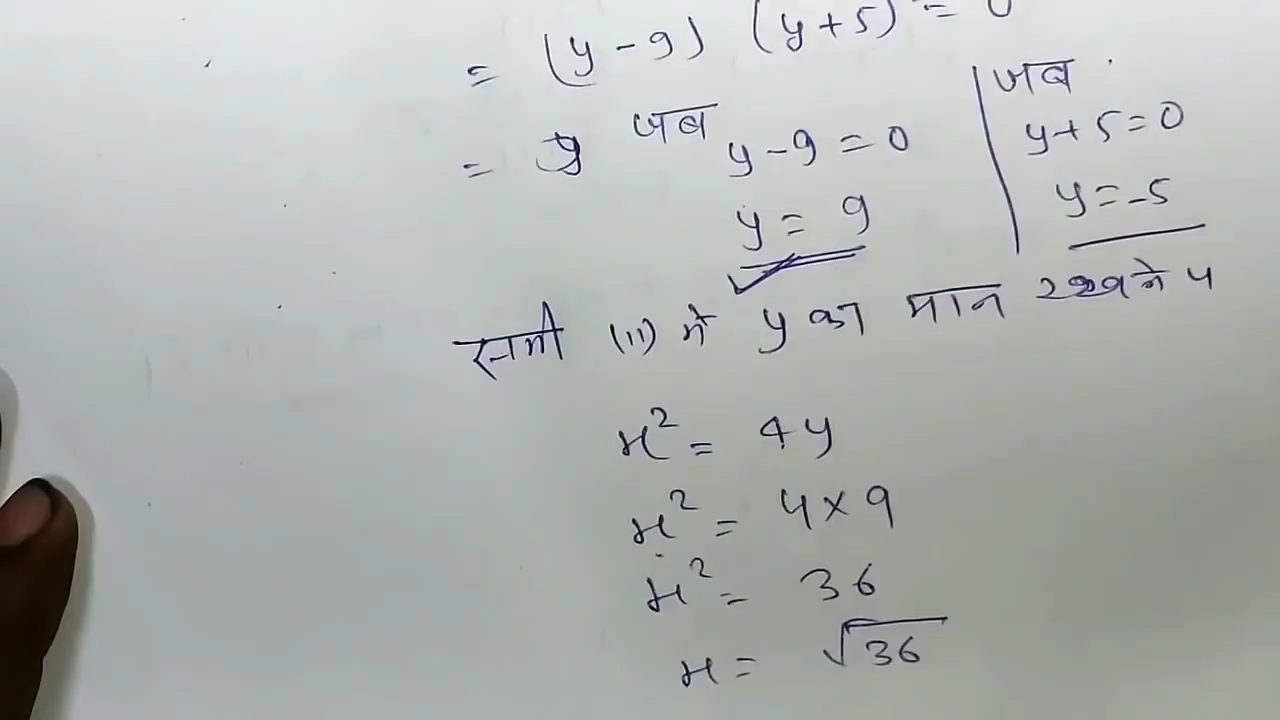 = (y - 9) (y + 5) = 0
= y जब y - 9 = 0
y = 9
जब
y + 5 = 0
y = -5
समी (ii) में y का मान रखने प
x² = 4y
x² = 4 × 9
x² = 36
x = √36